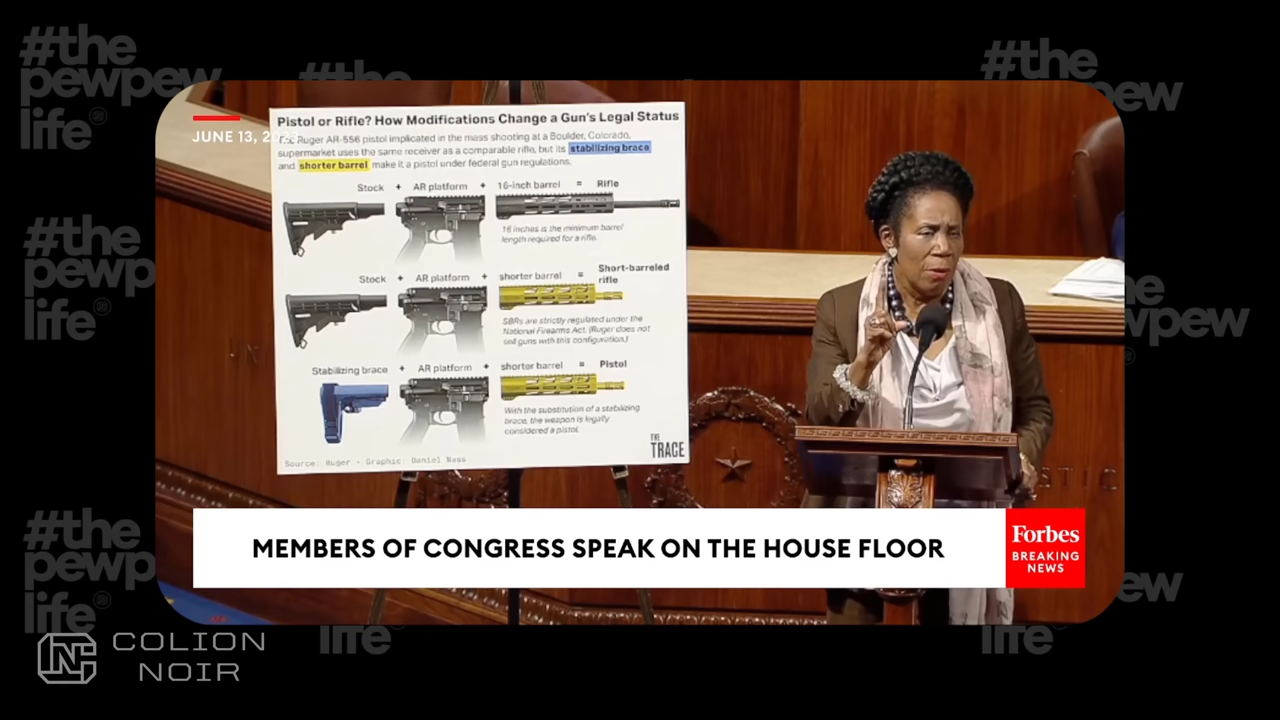 #the
pewpew
life
#the
#the
pewpew
#the
pewpew
life
#the
pewpew
life
life
life
JUNE 13, 20
Pistol or Rifle? How Modifications Change a Gun's Legal Status
The Ruger AR-556 pistol implicated in the mass shooting at a Boulder, Colorado,
supermarket uses the same receiver as a comparable rifle, but its stabilizing brace
and shorter barrel make it a pistol under federal gun regulations.
Stock + AR platform + 16-inch barrel = Rifle
16 inches is the minimum barrel
length required for a rifle.
Stock + AR platform + shorter barrel = Short-barreled
rifle
SBRs are strictly regulated under the
National Firearms Act. (Ruger does not
sell guns with this configuration.)
Stabilizing brace + AR platform + shorter barrel = Pistol
With the substitution of a stabilizing
brace, the weapon is legally
considered a pistol.
THE
TRACE
Source: Ruger • Graphic: Daniel Nass
MEMBERS OF CONGRESS SPEAK ON THE HOUSE FLOOR
Forbes
BREAKING
NEWS
COLION
NOIR